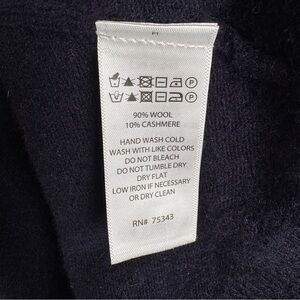 90% WOOL
10% CASHMERE
HAND WASH COLD
WASH WITH LIKE COLORS
DO NOT BLEACH
DO NOT TUMBLE DRY
DRY FLAT
LOW IRON IF NECESSARY
OR DRY CLEAN
RN# 75343